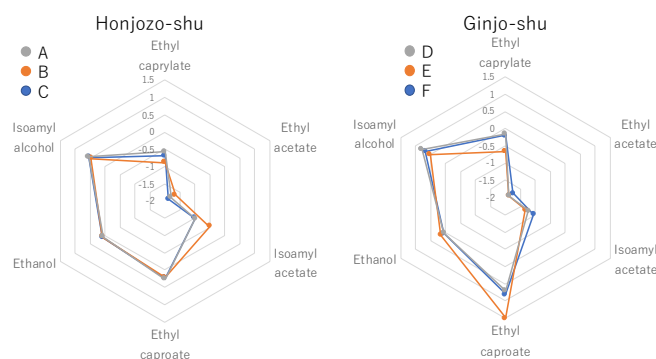 Honjozo-shu
A
B
C
Ethyl
caprylate
1.5
1
0.5
0
-0.5
-1
-1.5
-2
Ethyl
acetate
Isoamyl
acetate
Ethyl
caproate
Ethanol
Isoamyl
alcohol
Ginjo-shu
D
E
F
Ethyl
caprylate
1.5
1
0.5
0
-0.5
-1
-1.5
-2
Ethyl
acetate
Isoamyl
acetate
Ethyl
caproate
Ethanol
Isoamyl
alcohol